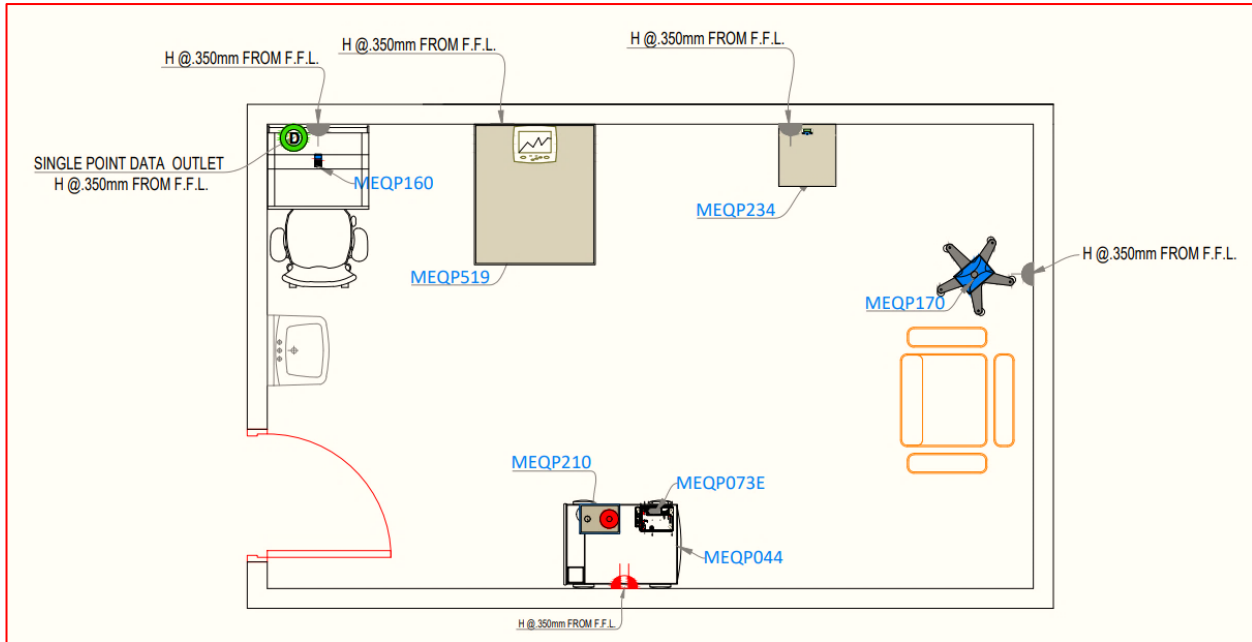 H @.350mm FROM F.F.L.
H @.350mm FROM F.F.L.
H @.350mm FROM F.F.L.
D
SINGLE POINT DATA OUTLET
H @.350mm FROM F.F.L.
MEQP160
MEQP234
MEQP519
H @.350mm FROM F.F.L.
MEQP170
MEQP210
MEQP073E
MEQP044
H @.350mm FROM F.F.L.